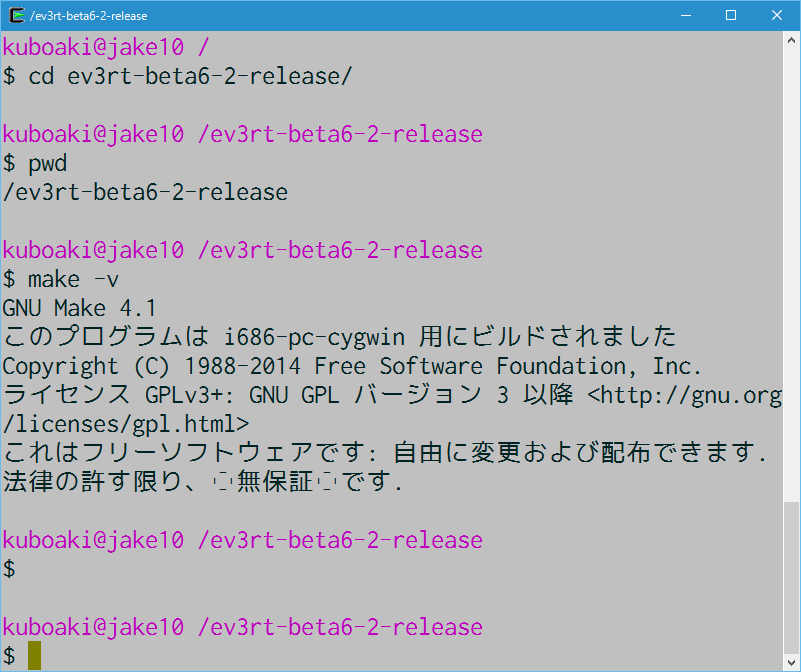 /ev3rt-beta6-2-release
kuboaki@jake10 /
$ cd ev3rt-beta6-2-release/
kuboaki@jake10 /ev3rt-beta6-2-release
$ pwd
/ev3rt-beta6-2-release
kuboaki@jake10 /ev3rt-beta6-2-release
$ make -v
GNU Make 4.1
このプログラムは i686-pc-cygwin 用にビルドされました
Copyright (C) 1988-2014 Free Software Foundation, Inc.
ライセンス GPLv3+: GNU GPL バージョン 3 以降 <http://gnu.org
/licenses/gpl.html>
これはフリーソフトウェアです: 自由に変更および配布できます.
法律の許す限り、 無保証 です.
kuboaki@jake10 /ev3rt-beta6-2-release
$
kuboaki@jake10 /ev3rt-beta6-2-release
$